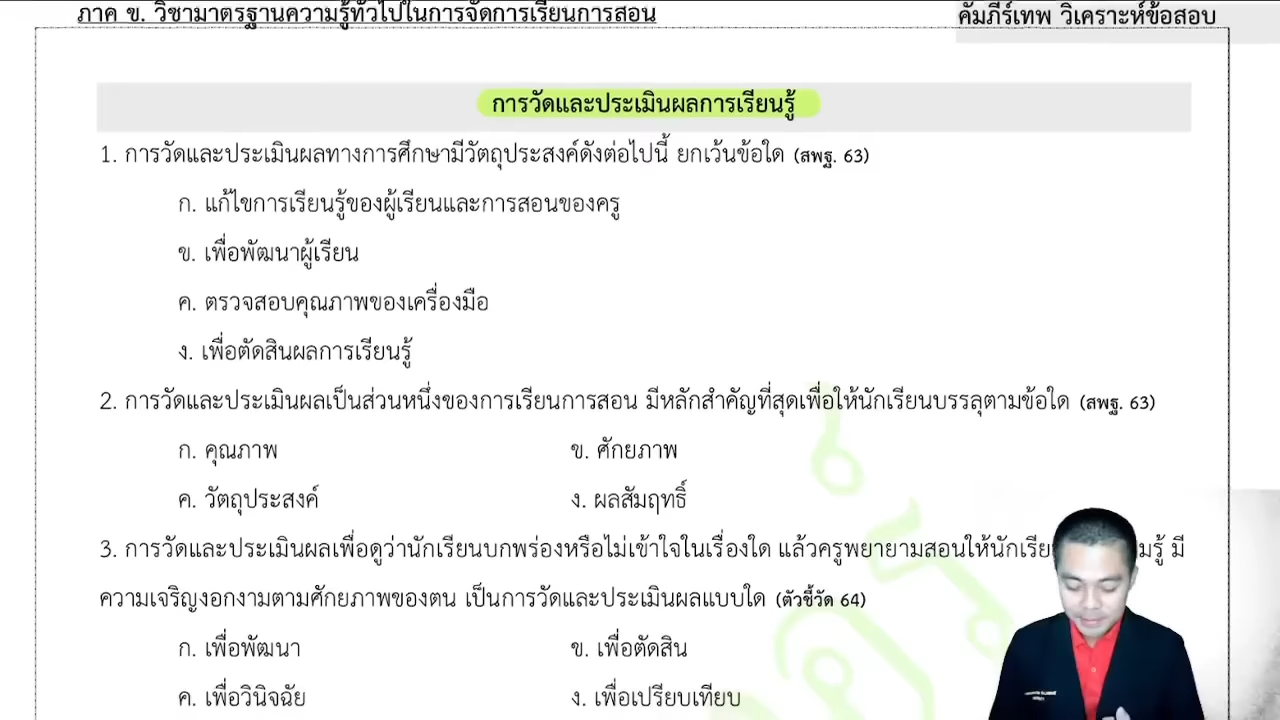 ภาค ข. วิชามาตรฐานความรู้ทั่วไปในการจัดการเรียนการสอน
คัมภีร์เทพ วิเคราะห์ข้อสอบ
การวัดและประเมินผลการเรียนรู้
1. การวัดและประเมินผลทางการศึกษามีวัตถุประสงค์ดังต่อไปนี้ ยกเว้นข้อใด (สพฐ. 63)
ก. แก้ไขการเรียนรู้ของผู้เรียนและการสอนของครู
ข. เพื่อพัฒนาผู้เรียน
ค. ตรวจสอบคุณภาพของเครื่องมือ
ง. เพื่อตัดสินผลการเรียนรู้
2. การวัดและประเมินผลเป็นส่วนหนึ่งของการเรียนการสอน มีหลักสำคัญที่สุดเพื่อให้นักเรียนบรรลุตามข้อใด (สพฐ. 63)
ก. คุณภาพ ข. ศักยภาพ
ค. วัตถุประสงค์ ง. ผลสัมฤทธิ์
3. การวัดและประเมินผลเพื่อดูว่านักเรียนบกพร่องหรือไม่เข้าใจในเรื่องใด แล้วครูพยายามสอนให้นักเรีย มรู้ มี
ความเจริญงอกงามตามศักยภาพของตน เป็นการวัดและประเมินผลแบบใด (ตัวชี้วัด 64)
ก. เพื่อพัฒนา ข. เพื่อตัดสิน
ค. เพื่อวินิจฉัย ง. เพื่อเปรียบเทียบ